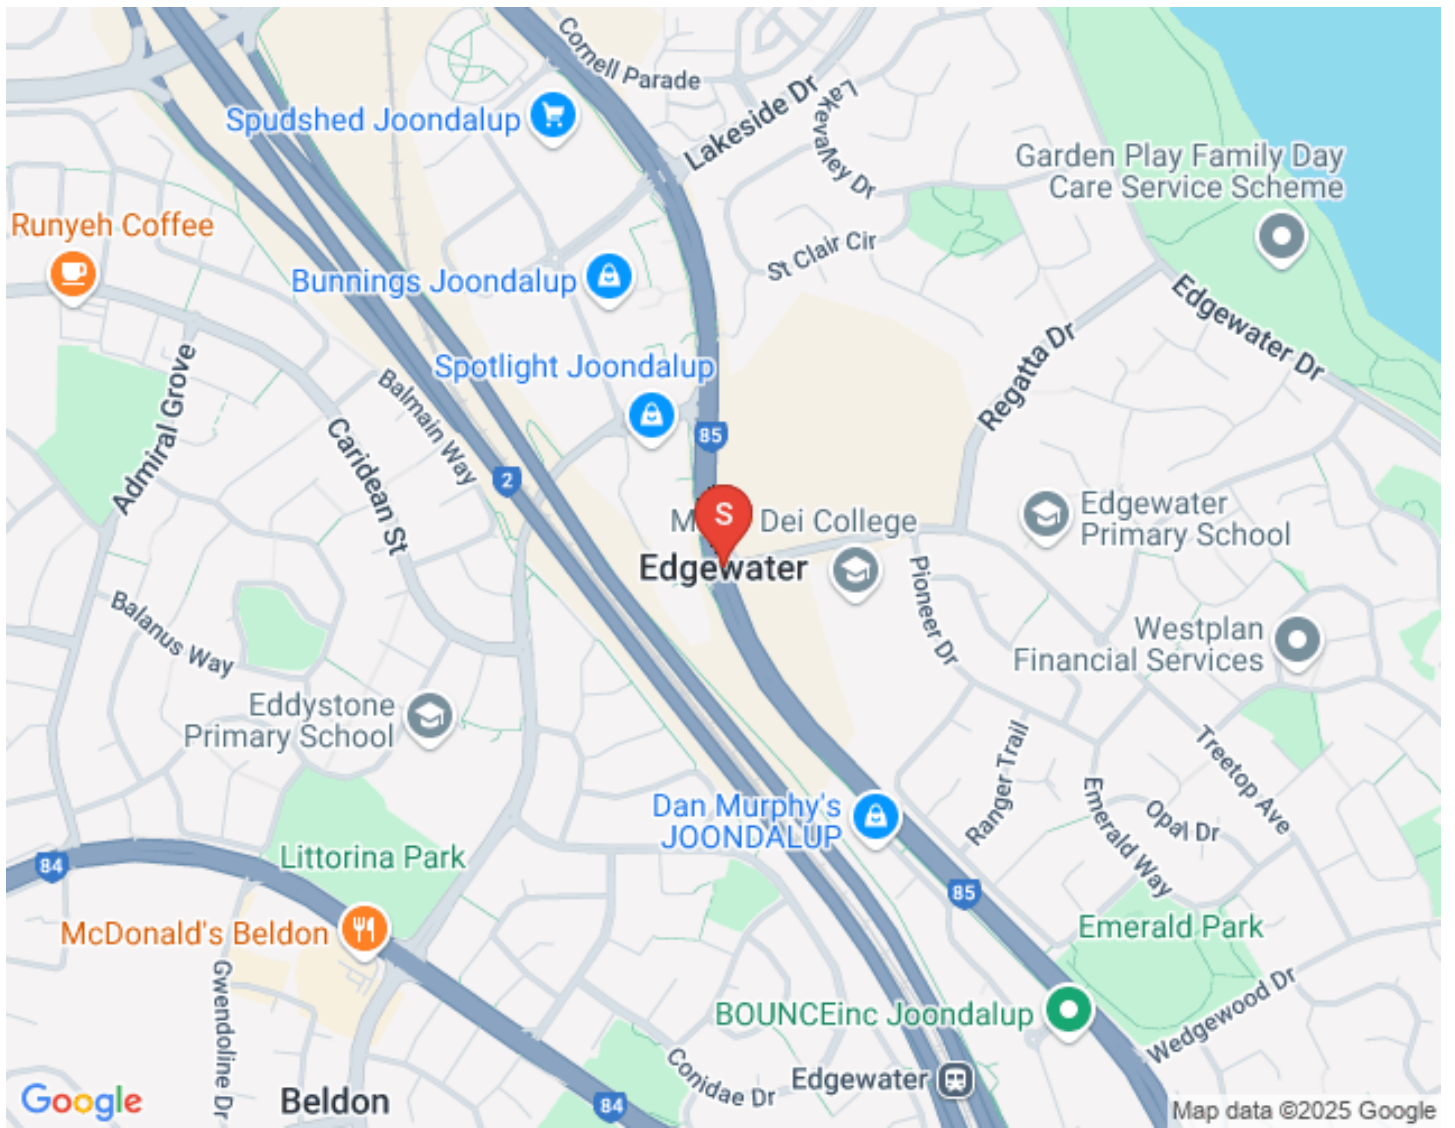 Cornell Parade
Spudshed Joondalup
Lakeside Dr
Lakevalley Dr
Garden Play Family Day
Care Service Scheme
Runyeh Coffee
St Clair Cir
Bunnings Joondalup
Edgewater Dr
Regatta Dr
Spotlight Joondalup
Admiral Grove
Balmain Way
Caridean St
85
2
S
M
Dei College
Edgewater
Primary School
Edgewater
Pioneer Dr
Balanus Way
Westplan
Financial Services
Eddystone
Primary School
Ranger Trail
Treetop Ave
Emerald Way
Opal Dr
Dan Murphy's
JOONDALUP
84
Littorina Park
85
McDonald's Beldon
Emerald Park
Gwendoline Dr
BOUNCEinc Joondalup
Wedgewood Dr
Conidae Dr
Edgewater
84
Beldon
Google
Map data ©2025 Google